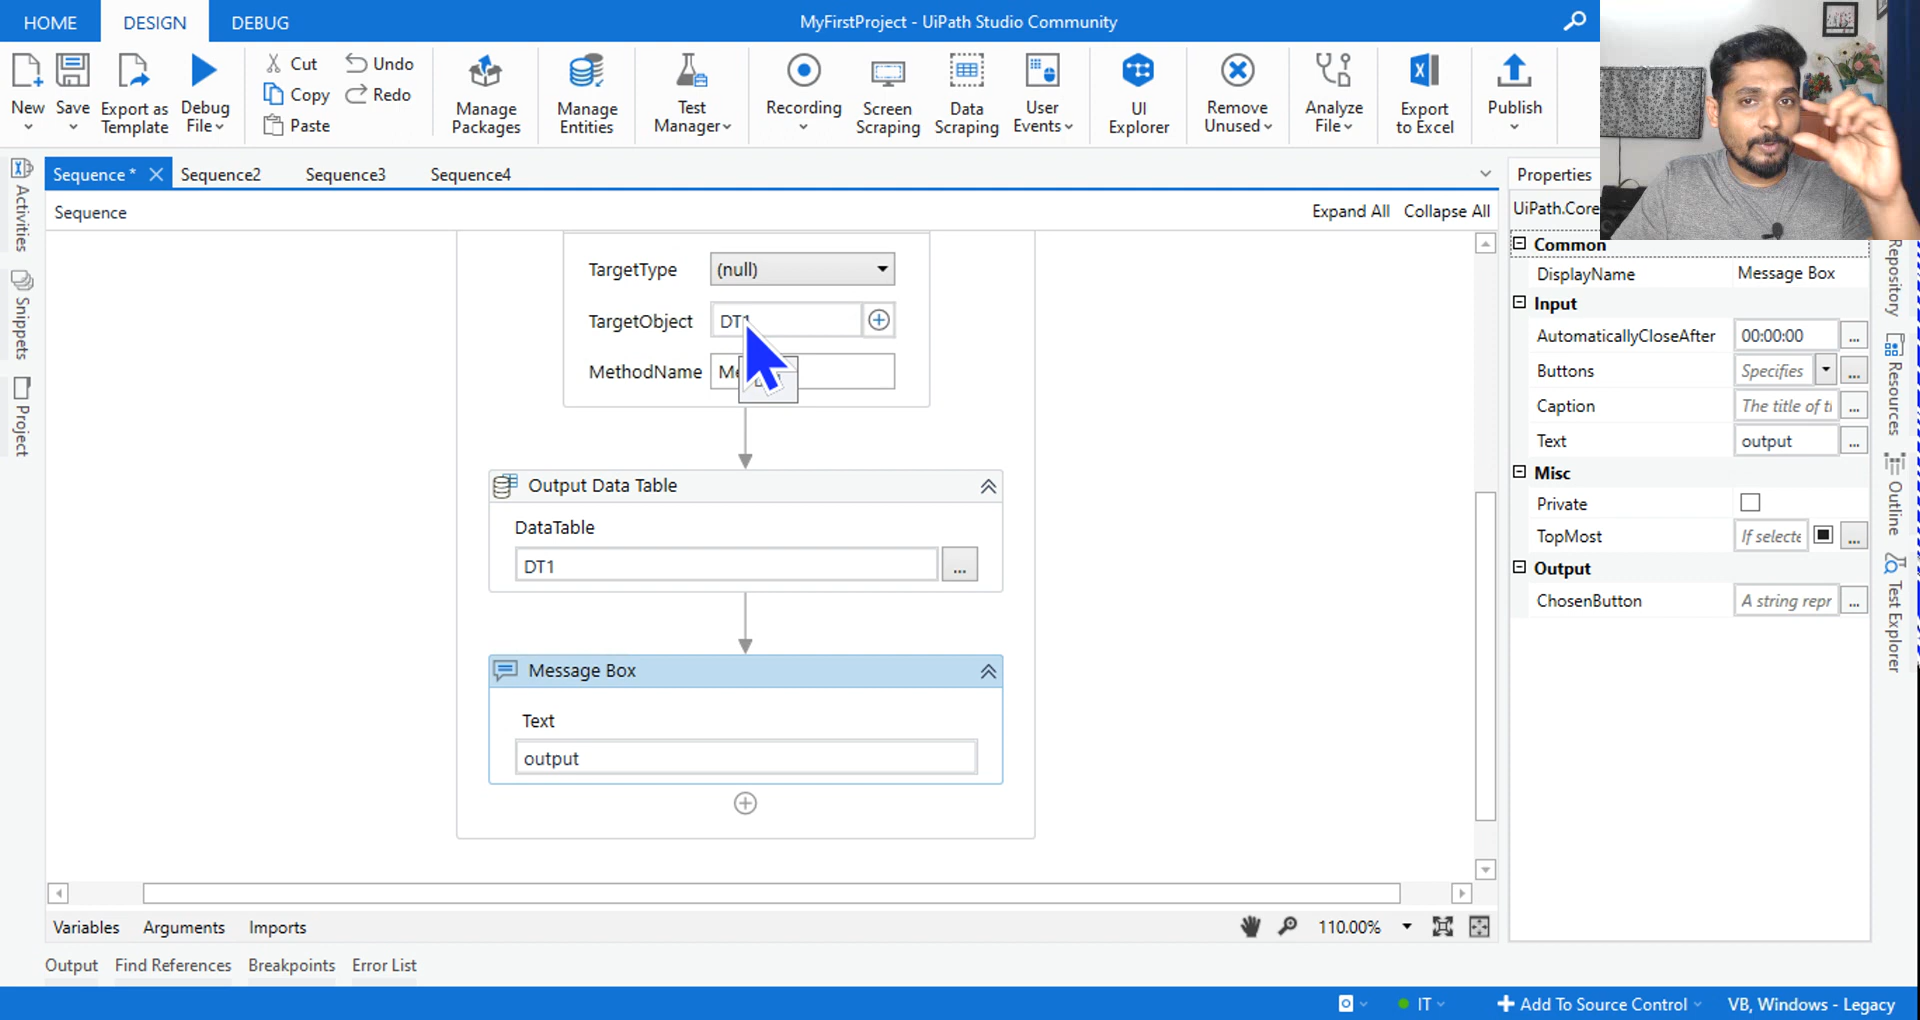 HOME
DESIGN
DEBUG
MyFirstProject - UiPath Studio Community
New
Save
Export as
Template
Debug
File
Cut
Copy
Paste
Undo
Redo
Manage
Packages
Manage
Entities
Test
Manager
Recording
Screen
Scraping
Data
Scraping
User
Events
UI
Explorer
Remove
Unused
Analyze
File
Export
to Excel
Publish
Sequence *
Sequence2
Sequence3
Sequence4
Sequence
Expand All
Collapse All
Activities
Snippets
Project
TargetType
(null)
TargetObject
DT1
MethodName
Output Data Table
DataTable
DT1
...
Message Box
Text
output
Properties
UiPath.Core
Common
DisplayName
Message Box
Input
AutomaticallyCloseAfter
00:00:00
...
Buttons
Specifies
...
Caption
The title of tl
...
Text
output
...
Misc
Private
TopMost
If selecte
...
Output
ChosenButton
A string repr
...
Repository
Resources
Outline
Test Explorer
Variables
Arguments
Imports
110.00%
Output
Find References
Breakpoints
Error List
IT
Add To Source Control
VB, Windows - Legacy